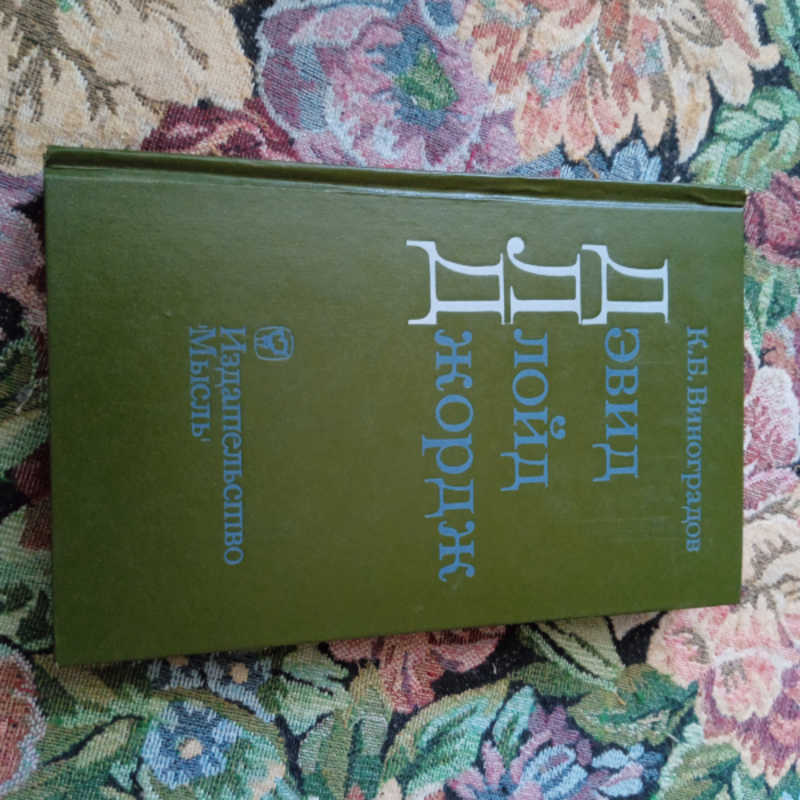 К.Б. Виноградов
Дэвид
Ллойд
Джордж
Издательство
"Мысль"